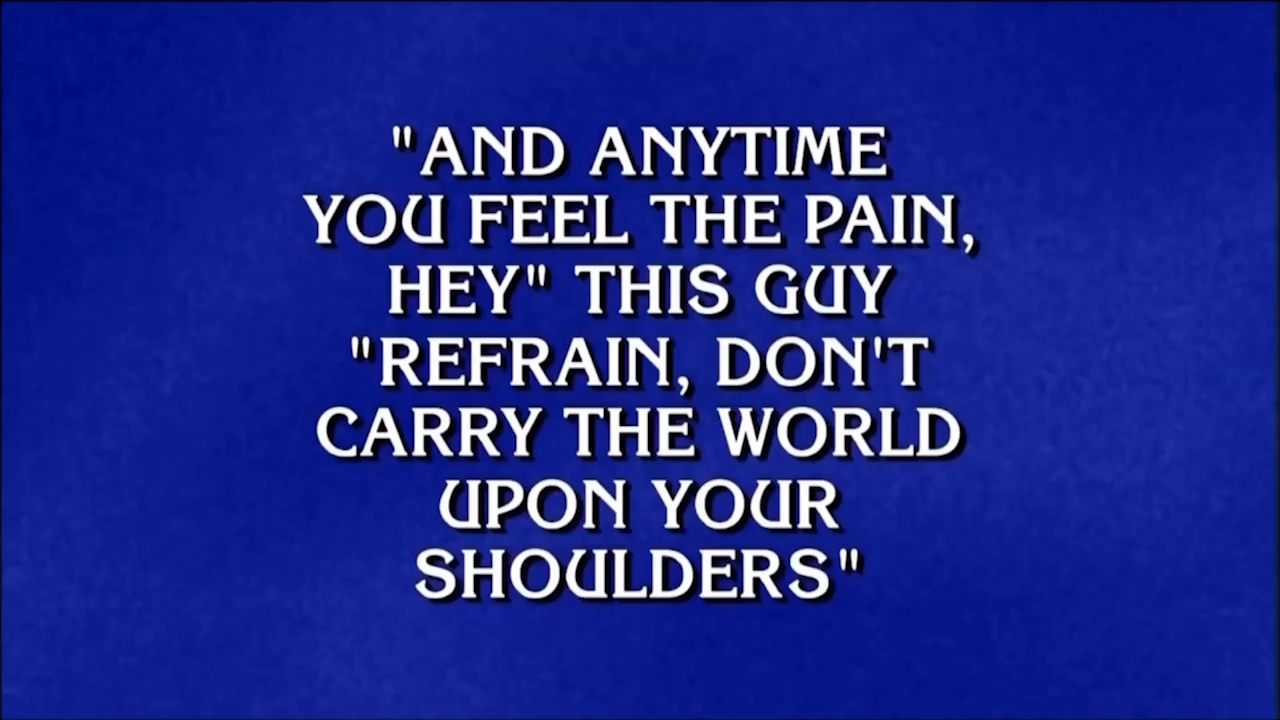 "AND ANYTIME
YOU FEEL THE PAIN,
HEY" THIS GUY
"REFRAIN, DON'T
CARRY THE WORLD
UPON YOUR
SHOULDERS"